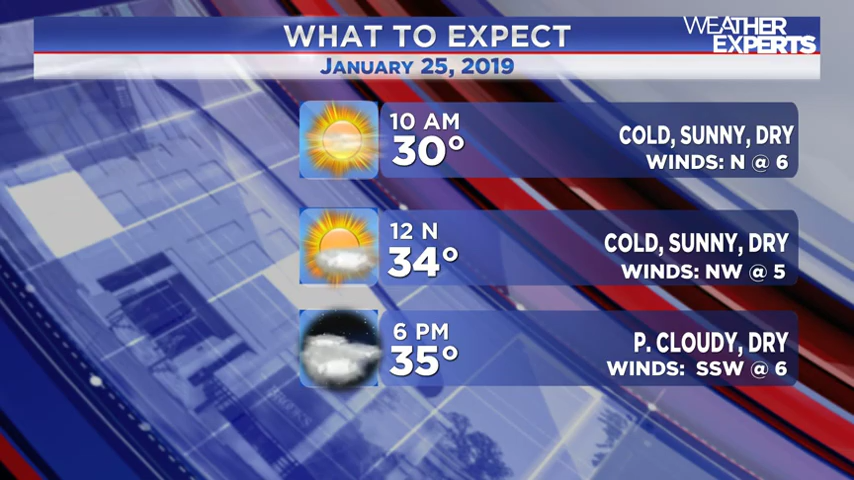 WHAT TO EXPECT
WEATHER
EXPERTS
JANUARY 25, 2019
10 AM
30°
COLD, SUNNY, DRY
WINDS: N @ 6
12 N
34°
COLD, SUNNY, DRY
WINDS: NW @ 5
6 PM
35°
P. CLOUDY, DRY
WINDS: SSW @ 6